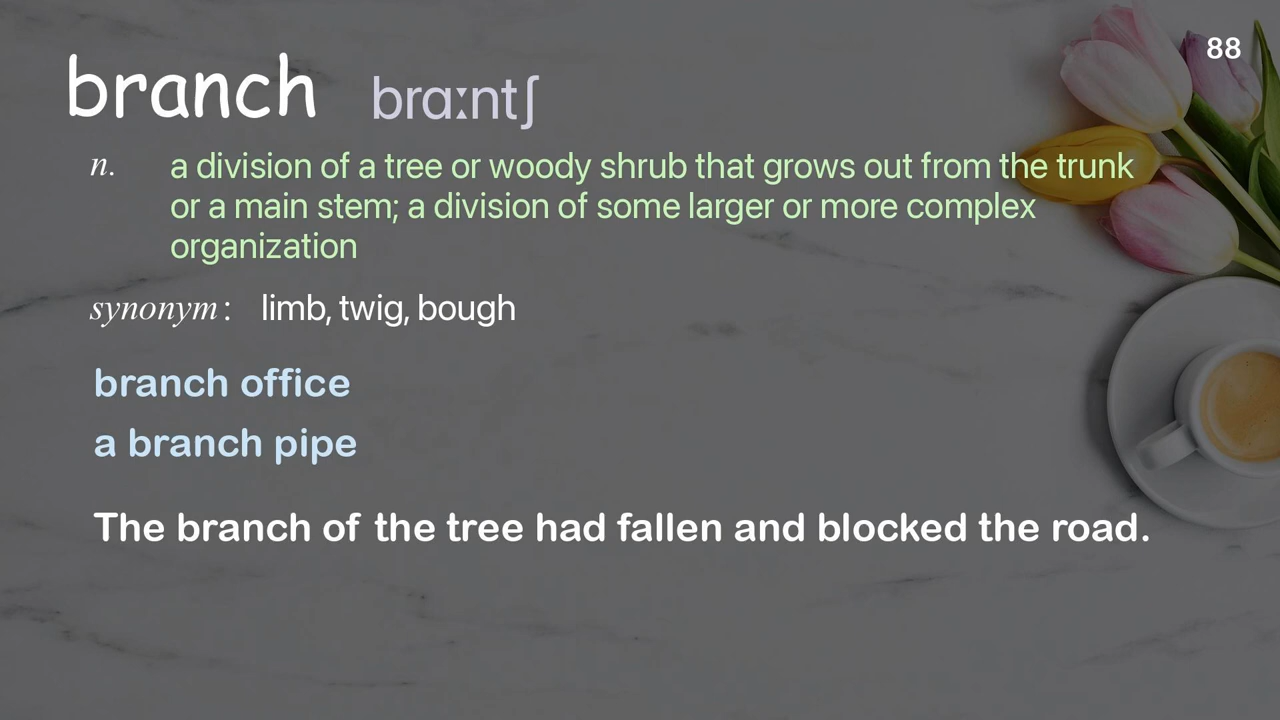 88
branch brɑːntʃ
n. a division of a tree or woody shrub that grows out from the trunk
or a main stem; a division of some larger or more complex
organization
synonym: limb, twig, bough
branch office
a branch pipe
The branch of the tree had fallen and blocked the road.